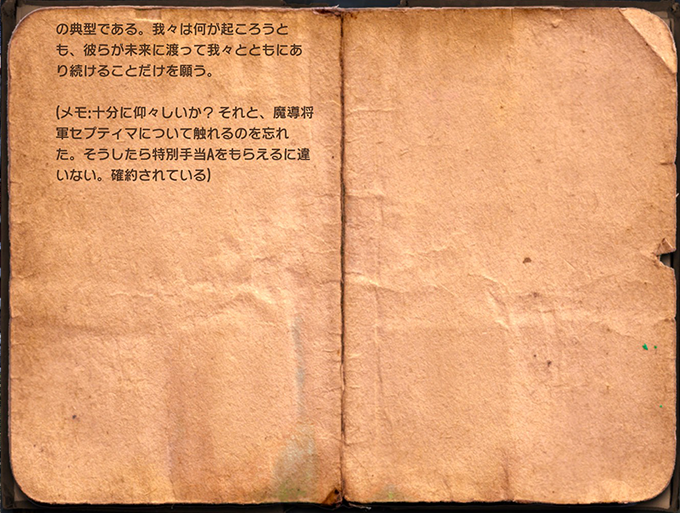 の典型である。我々は何が起ころうと
も、彼らが未来に渡って我々とともにあ
り続けることだけを願う。
(メモ:十分に仰々しいか? それと、魔導将
軍セプティマについて触れるのを忘れ
た。そうしたら特別手当Aをもらえるに違
いない。確約されている)